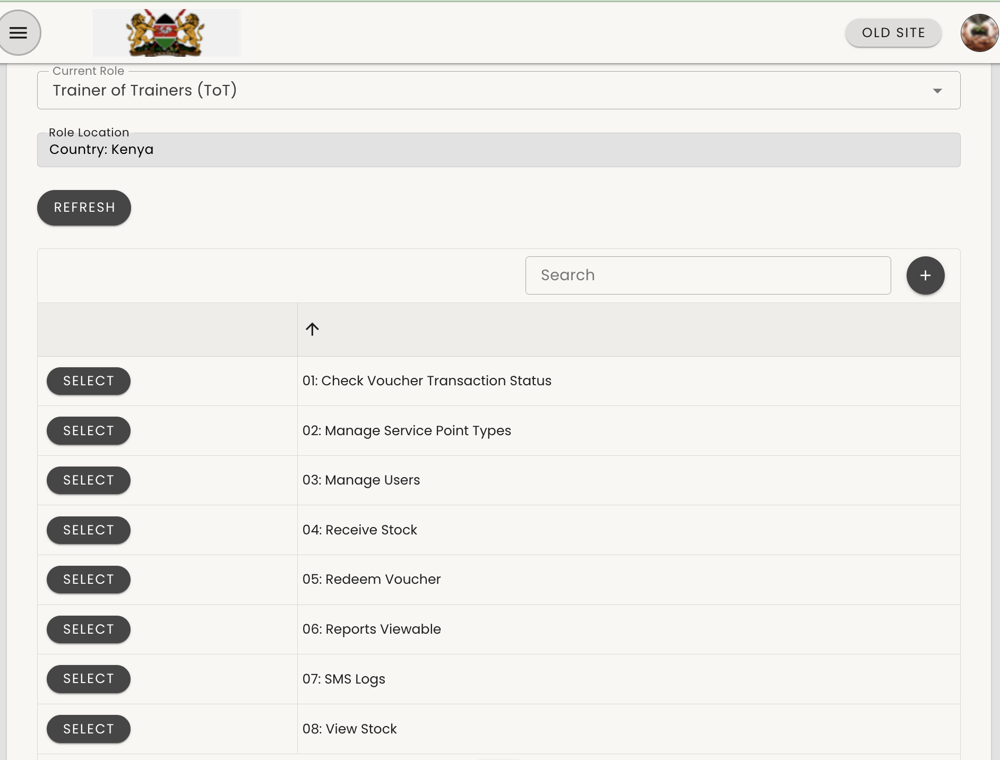 OLD SITE
Current Role
Trainer of Trainers (ToT)
Role Location
Country: Kenya
REFRESH
Search
SELECT 01: Check Voucher Transaction Status
SELECT 02: Manage Service Point Types
SELECT 03: Manage Users
SELECT 04: Receive Stock
SELECT 05: Redeem Voucher
SELECT 06: Reports Viewable
SELECT 07: SMS Logs
SELECT 08: View Stock